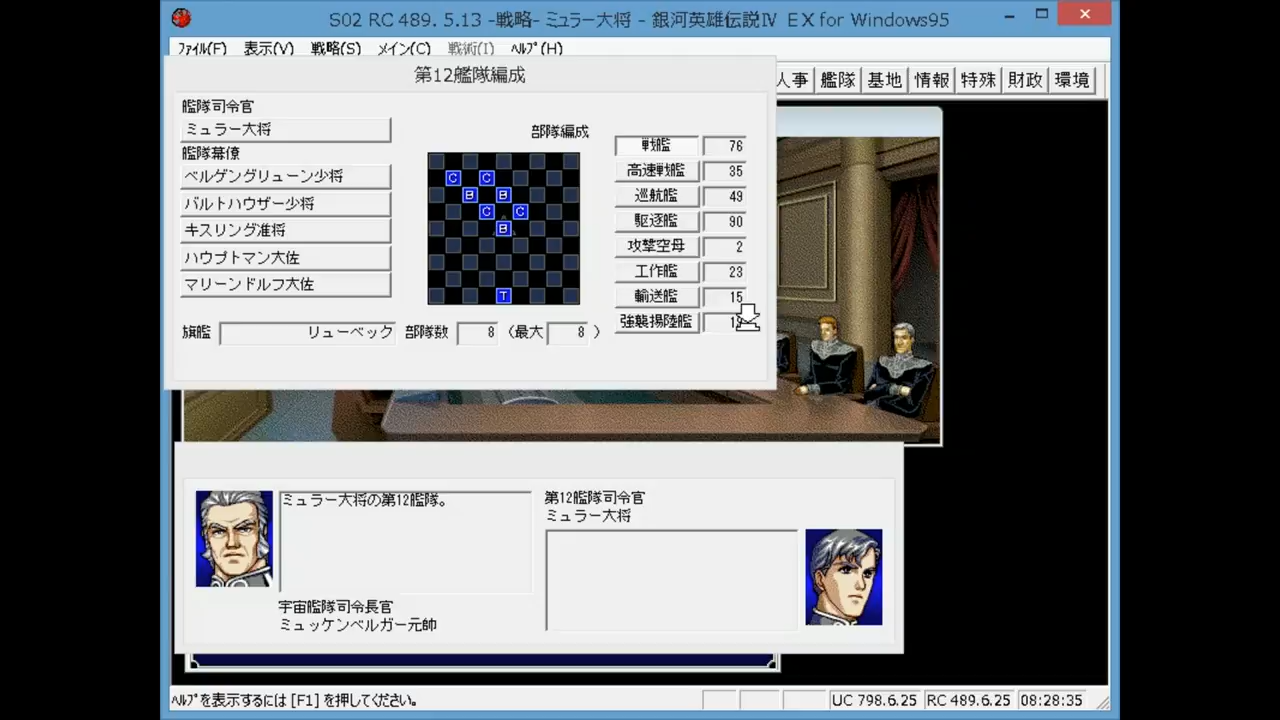 S02 RC 489. 5.13 -戦略- ミュラー大将 - 銀河英雄伝説Ⅳ EX for Windows95
ﾌｧｲﾙ(F) 表示(V) 戦略(S) メイン(C) 戦術(I) ﾍﾙﾌﾟ(H)
人事 艦隊 基地 情報 特殊 財政 環境
第12艦隊編成
艦隊司令官
ミュラー大将
艦隊幕僚
ベルゲングリューン少将
バルトハウザー少将
キスリング准将
ハウプトマン大佐
マリーンドルフ大佐
部隊編成
C C
B B
C C
B
T
戦艦 76
高速戦艦 35
巡航艦 49
駆逐艦 90
攻撃空母 2
工作艦 23
輸送艦 15
強襲揚陸艦
旗艦 リューベック 部隊数 8 (最大 8 )
ミュラー大将の第12艦隊。
宇宙艦隊司令長官
ミュッケンベルガー元帥
第12艦隊司令官
ミュラー大将
ﾍﾙﾌﾟを表示するには [F1] を押してください。
UC 798.6.25 RC 489.6.25 08:28:35